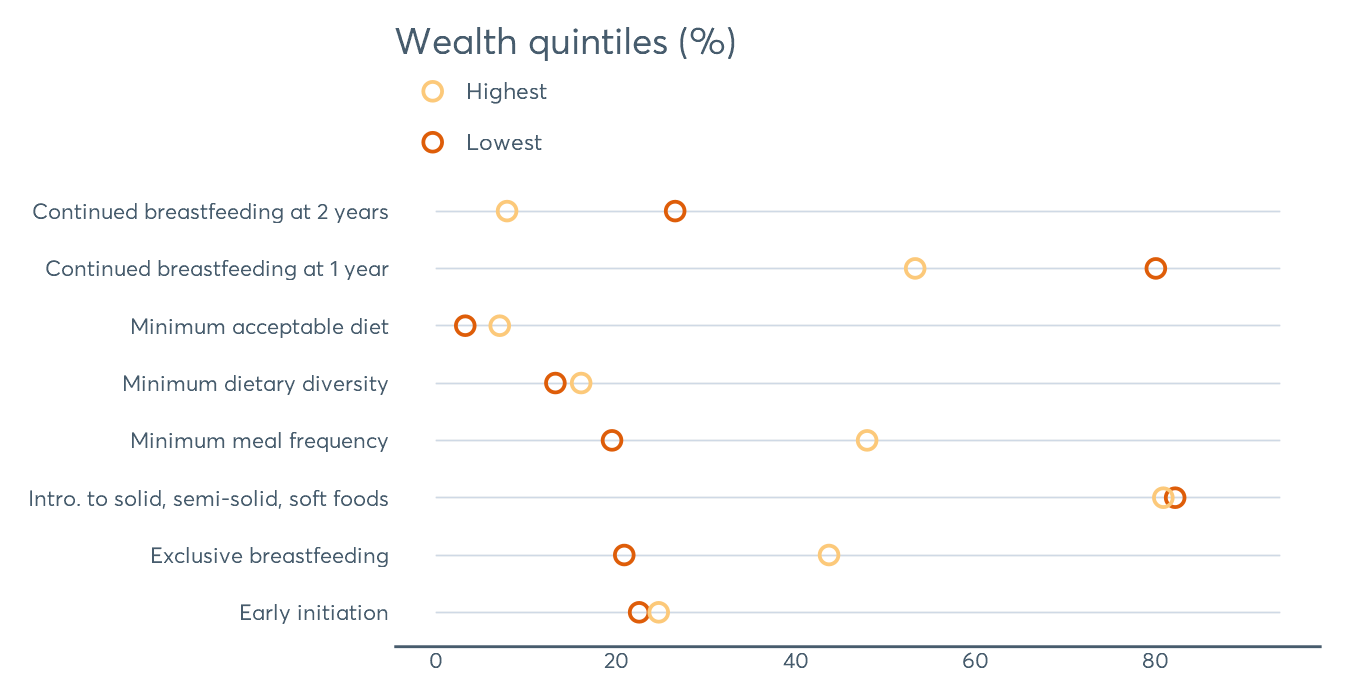 Wealth quintiles (%)
Highest
Lowest
Continued breastfeeding at 2 years
Continued breastfeeding at 1 year
Minimum acceptable diet
Minimum dietary diversity
Minimum meal frequency
Intro. to solid, semi-solid, soft foods
Exclusive breastfeeding
Early initiation
0 20 40 60 80